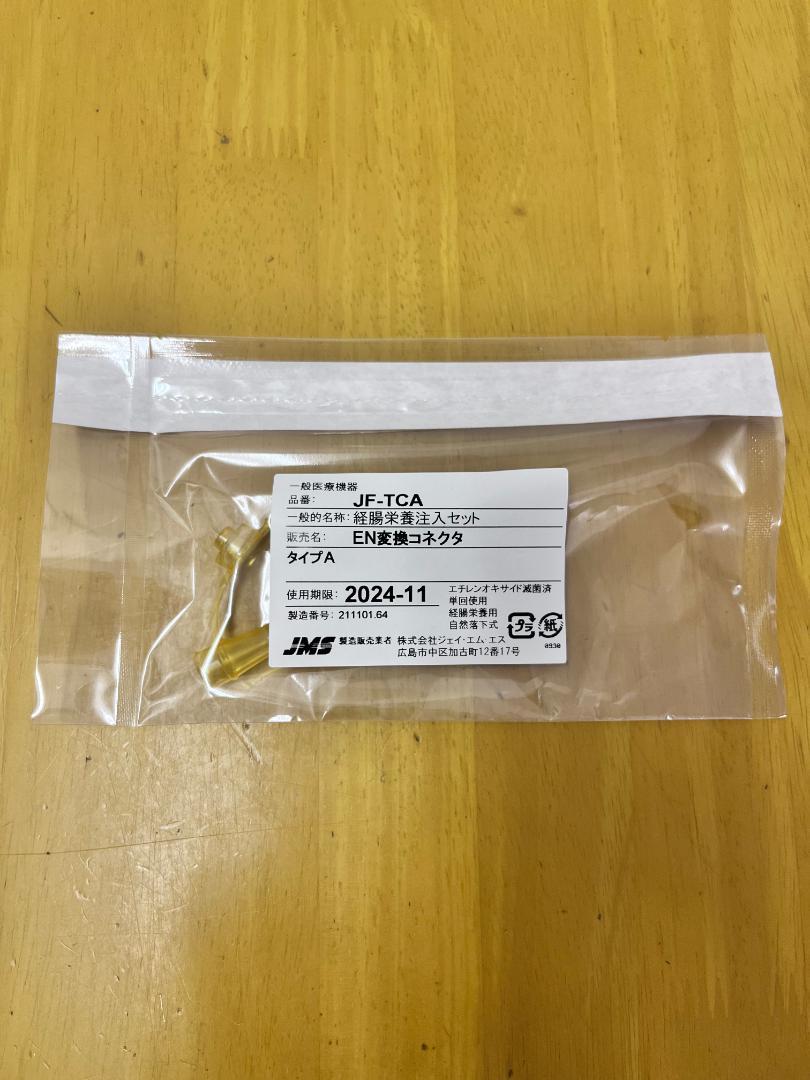 一般医療機器
品番: JF-TCA
一般的名称: 経腸栄養注入セット
販売名: EN変換コネクタ
タイプA
使用期限: 2024-11
製造番号: 211101.64
エチレンオキサイド滅菌済
単回使用
経腸栄養用
自然落下式
プラ 紙
JMS 製造販売業者 株式会社ジェイ・エム・エス
広島市中区加古町12番17号
0930